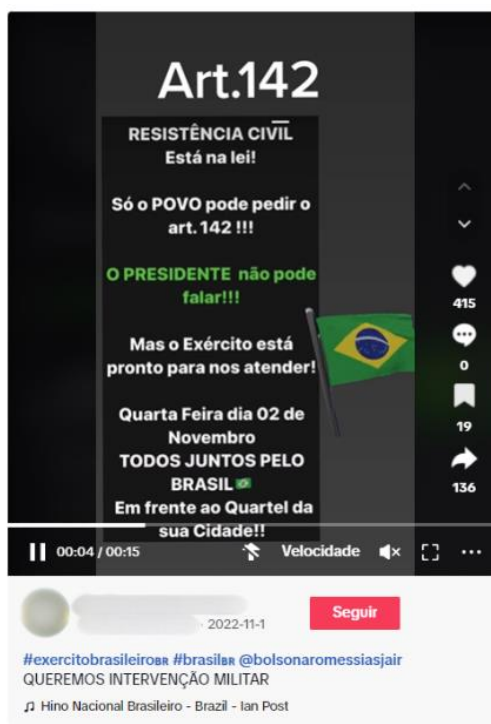 Art.142
RESISTÊNCIA CIVIL
Está na lei!
Só o POVO pode pedir o
art. 142 !!!
O PRESIDENTE não pode
falar!!!
Mas o Exército está
pronto para nos atender!
Quarta Feira dia 02 de
Novembro
TODOS JUNTOS PELO
BRASIL🇧🇷
Em frente ao Quartel da
sua Cidade!!
415
0
19
136
00:04 / 00:15
Velocidade
· 2022-11-1
Seguir
#exercitobrasileiroBR #brasilBR @bolsonaromessiasjair
QUEREMOS INTERVENÇÃO MILITAR
♫ Hino Nacional Brasileiro - Brazil - Ian Post